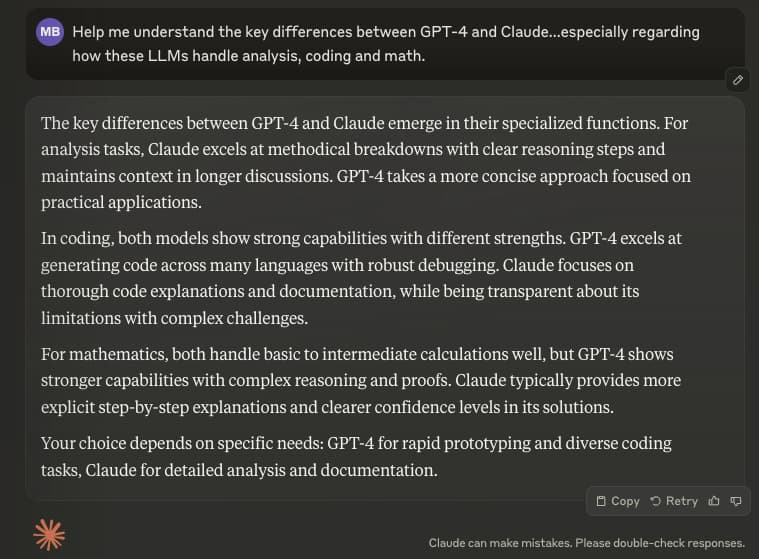 MB
Help me understand the key differences between GPT-4 and Claude...especially regarding
how these LLMs handle analysis, coding and math.
The key differences between GPT-4 and Claude emerge in their specialized functions. For
analysis tasks, Claude excels at methodical breakdowns with clear reasoning steps and
maintains context in longer discussions. GPT-4 takes a more concise approach focused on
practical applications.
In coding, both models show strong capabilities with different strengths. GPT-4 excels at
generating code across many languages with robust debugging. Claude focuses on
thorough code explanations and documentation, while being transparent about its
limitations with complex challenges.
For mathematics, both handle basic to intermediate calculations well, but GPT-4 shows
stronger capabilities with complex reasoning and proofs. Claude typically provides more
explicit step-by-step explanations and clearer confidence levels in its solutions.
Your choice depends on specific needs: GPT-4 for rapid prototyping and diverse coding
tasks, Claude for detailed analysis and documentation.
Copy Retry
Claude can make mistakes. Please double-check responses.